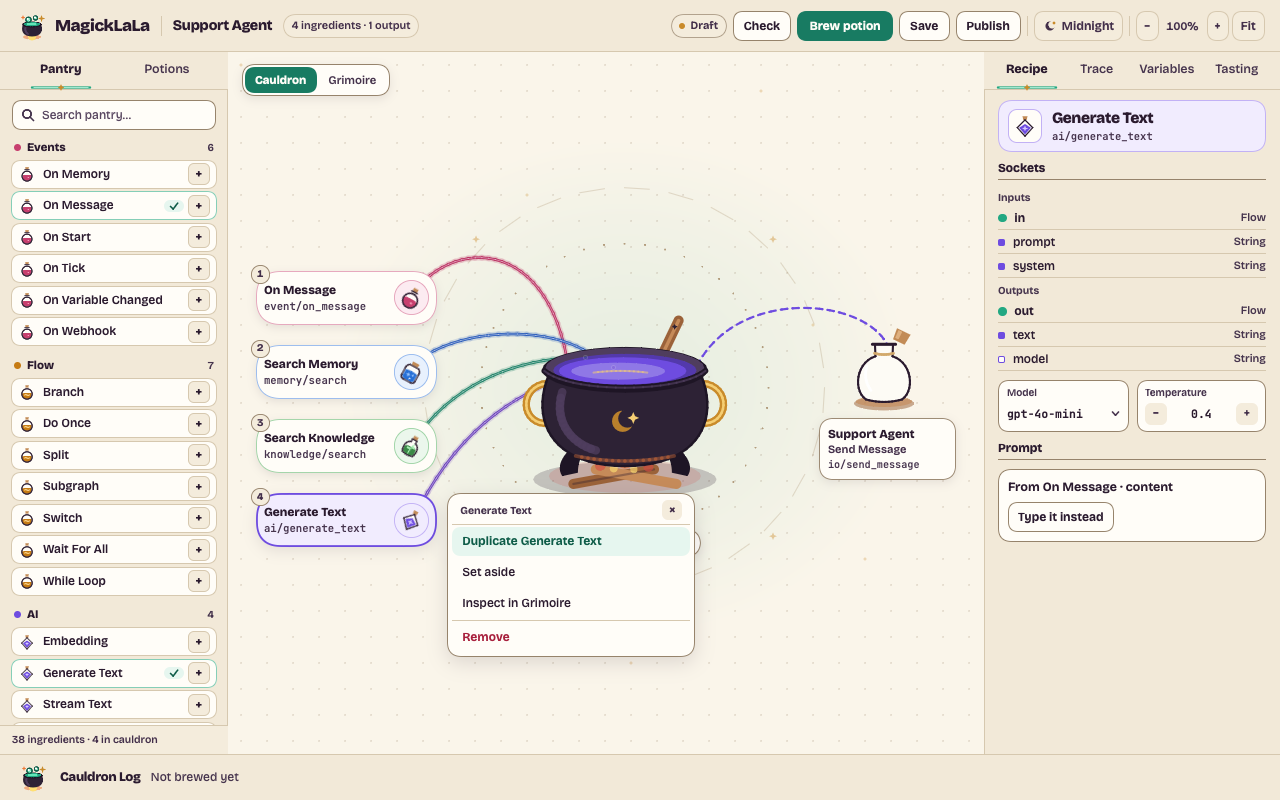 MagickLaLa
Support Agent
4 ingredients · 1 output
Draft
Check
Brew potion
Save
Publish
Midnight
−
100%
+
Fit
Pantry
Potions
Search pantry...
Events
6
On Memory
+
On Message
+
On Start
+
On Tick
+
On Variable Changed
+
On Webhook
+
Flow
7
Branch
+
Do Once
+
Split
+
Subgraph
+
Switch
+
Wait For All
+
While Loop
+
AI
4
Embedding
+
Generate Text
+
Stream Text
+
38 ingredients · 4 in cauldron
Cauldron
Grimoire
1
On Message
event/on_message
2
Search Memory
memory/search
3
Search Knowledge
knowledge/search
4
Generate Text
ai/generate_text
Support Agent
Send Message
io/send_message
Generate Text
×
Duplicate Generate Text
Set aside
Inspect in Grimoire
Remove
Recipe
Trace
Variables
Tasting
Generate Text
ai/generate_text
Sockets
Inputs
in
Flow
prompt
String
system
String
Outputs
out
Flow
text
String
model
String
Model
gpt-4o-mini
Temperature
−
0.4
+
Prompt
From On Message · content
Type it instead
Cauldron Log
Not brewed yet